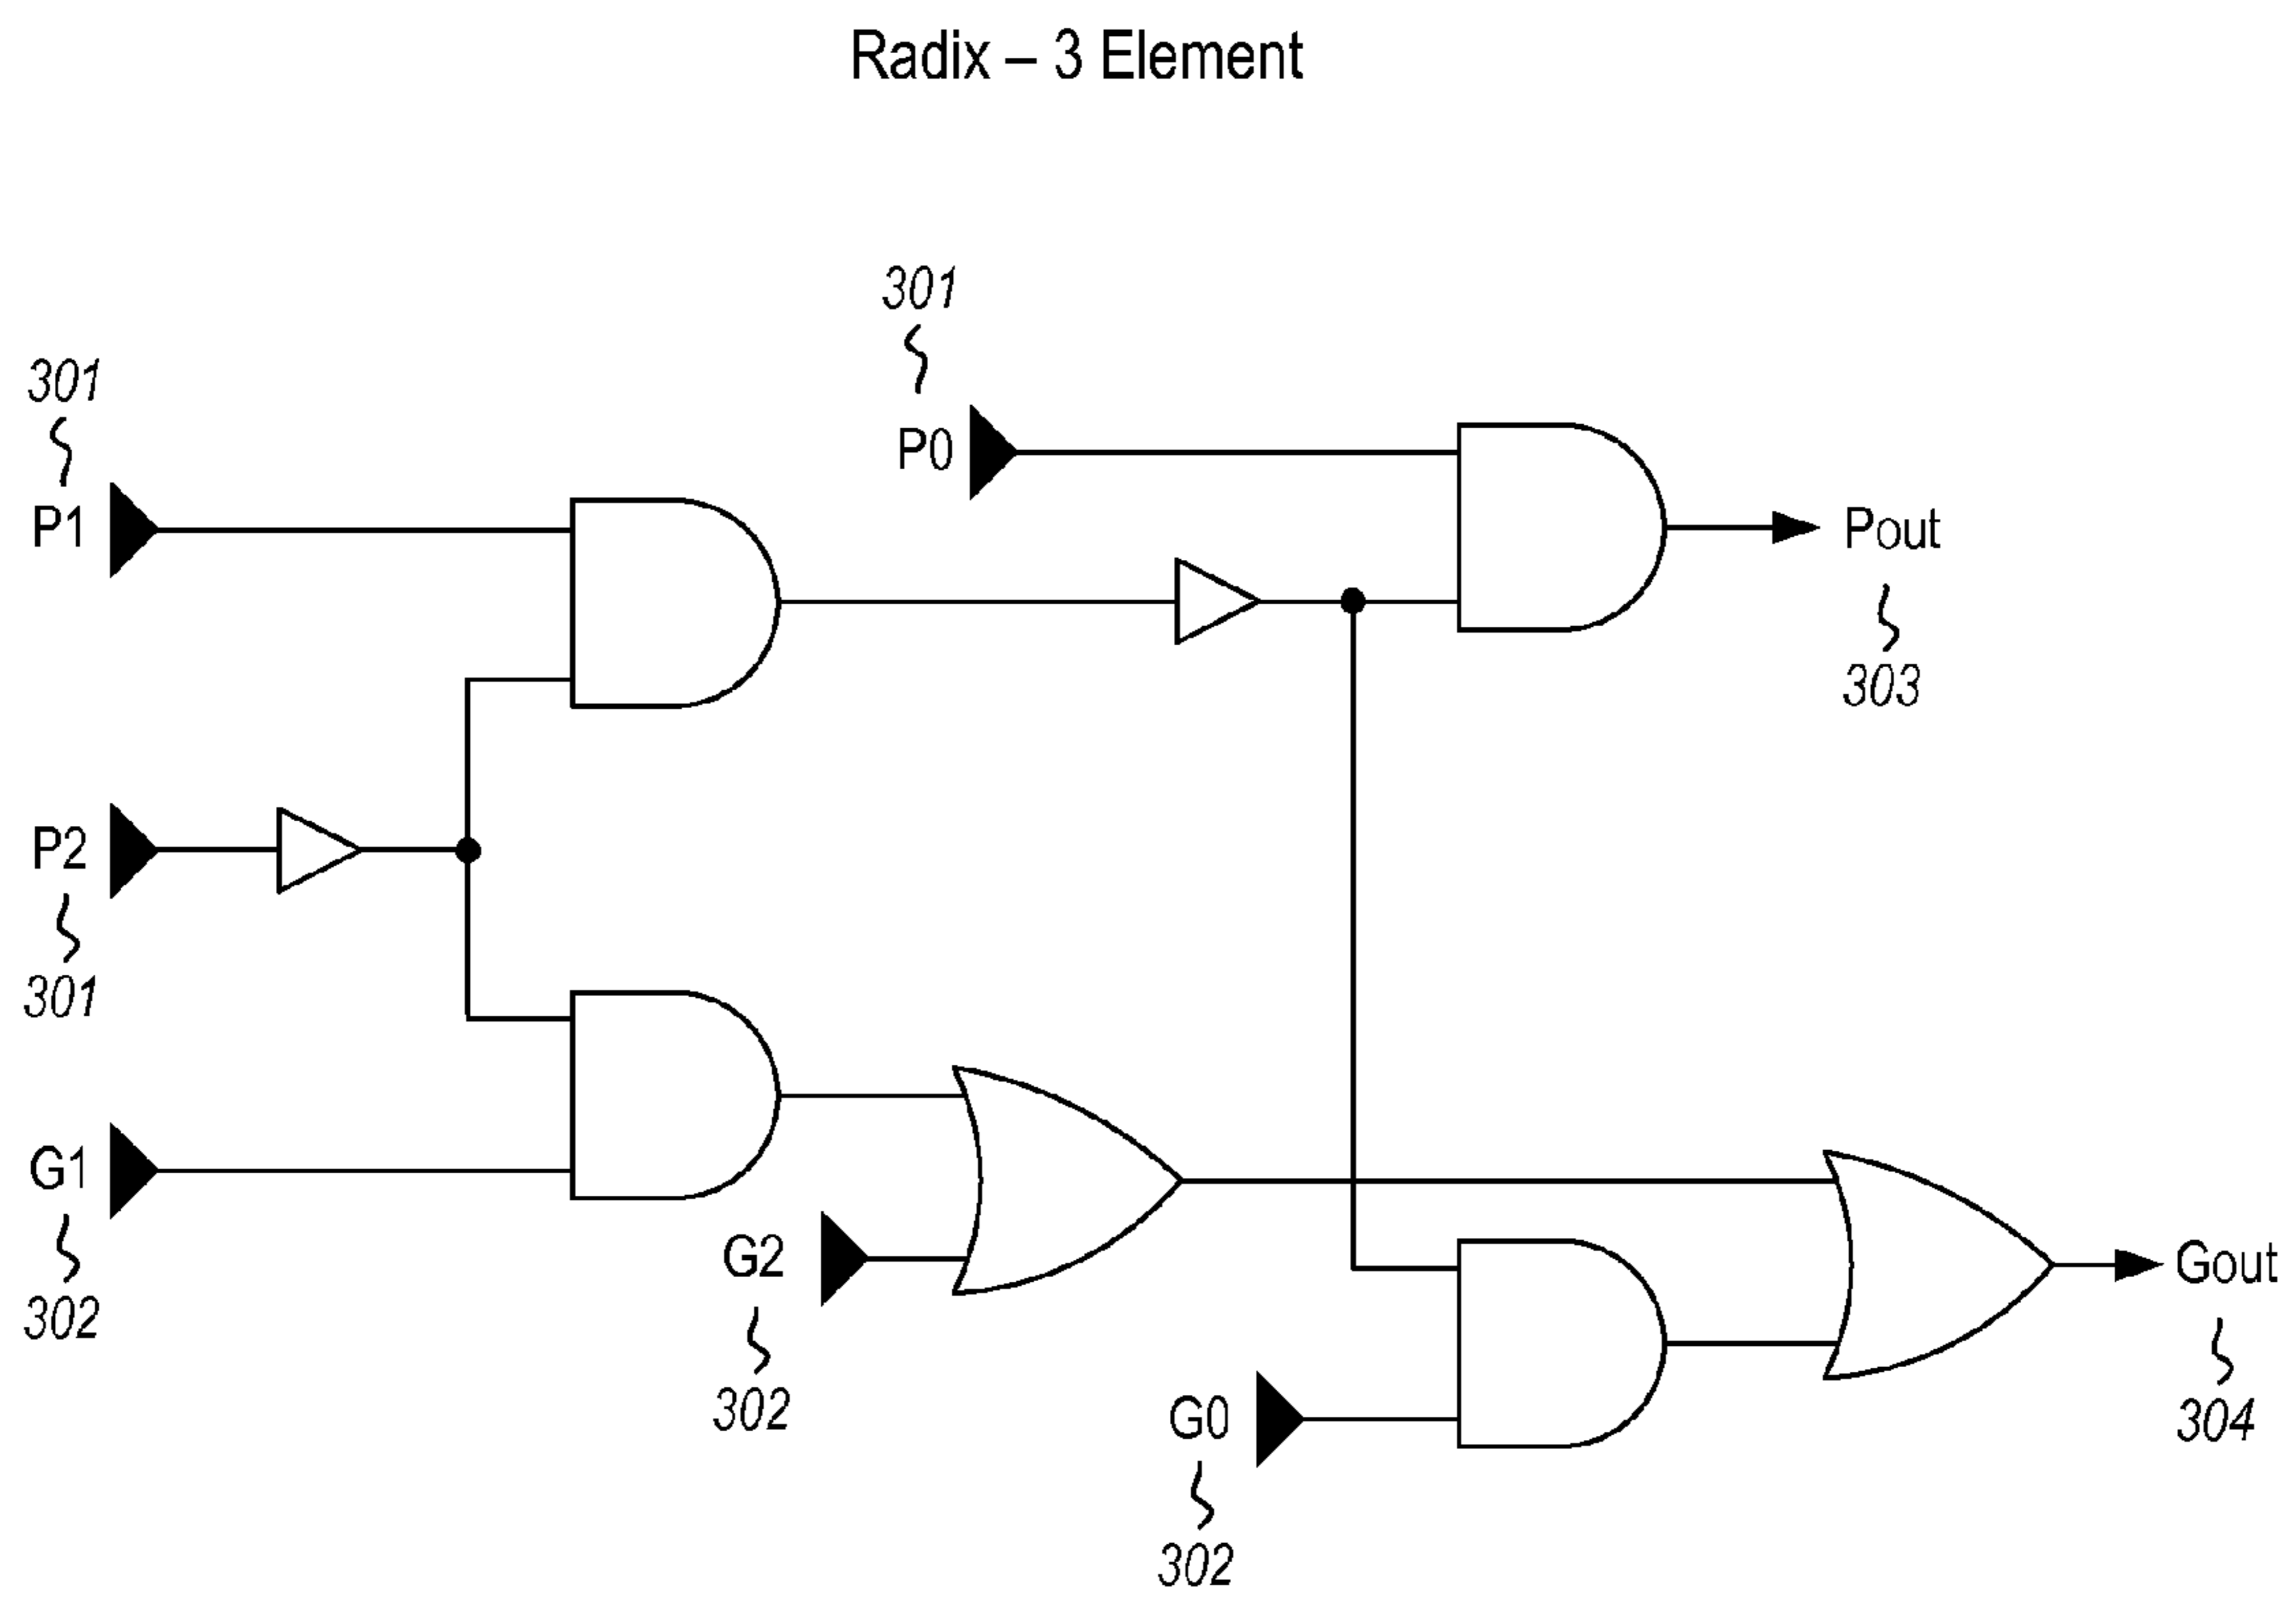 Radix – 3 Element
301
301
P0
P1
Pout
303
P2
301
G1
G2
Gout
302
302
G0
304
302